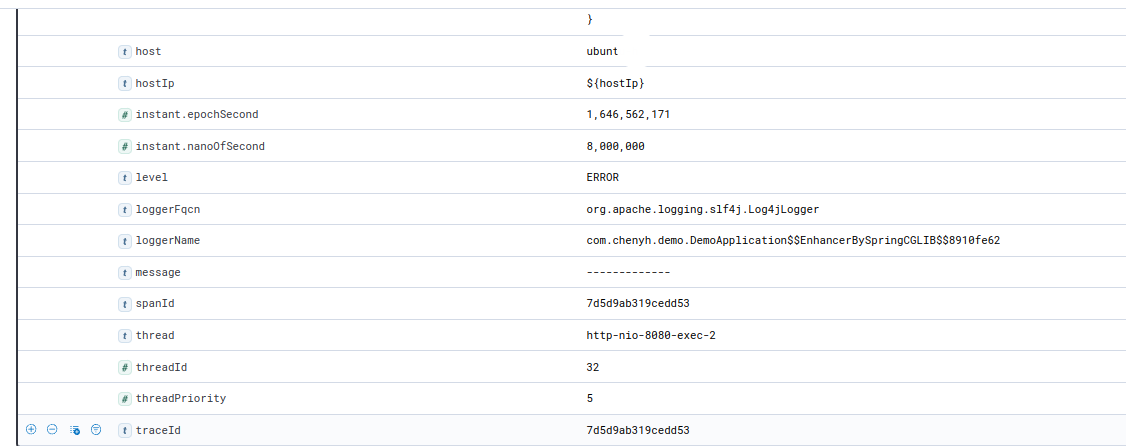 }
t host ubunt
t hostIp ${hostIp}
# instant.epochSecond 1,646,562,171
# instant.nanoOfSecond 8,000,000
t level ERROR
t loggerFqcn org.apache.logging.slf4j.Log4jLogger
t loggerName com.chenyh.demo.DemoApplication$$EnhancerBySpringCGLIB$$8910fe62
t message -------------
t spanId 7d5d9ab319cedd53
t thread http-nio-8080-exec-2
# threadId 32
# threadPriority 5
t traceId 7d5d9ab319cedd53